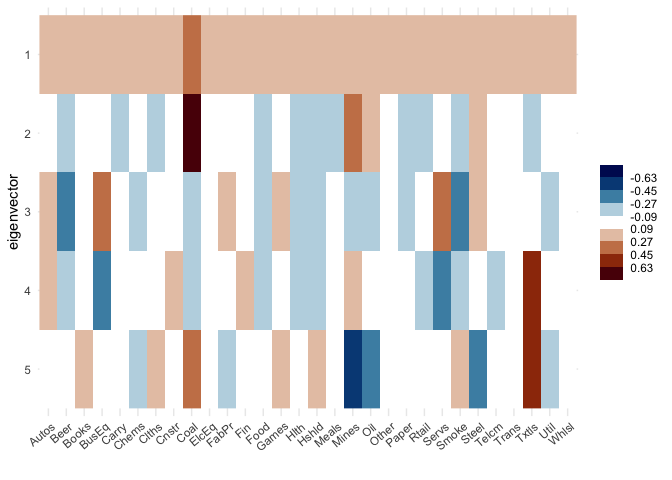 1
2
3
4
5
eigenvector
Autos
Beer
Books
BusEq
Carry
Chems
Clths
Cnstr
Coal
ElcEq
FabPr
Fin
Food
Games
Hlth
Hshld
Meals
Mines
Oil
Other
Paper
Rtail
Servs
Smoke
Steel
Telcm
Trans
Txtls
Util
Whlsl
-0.63
-0.45
-0.27
-0.09
0.09
0.27
0.45
0.63